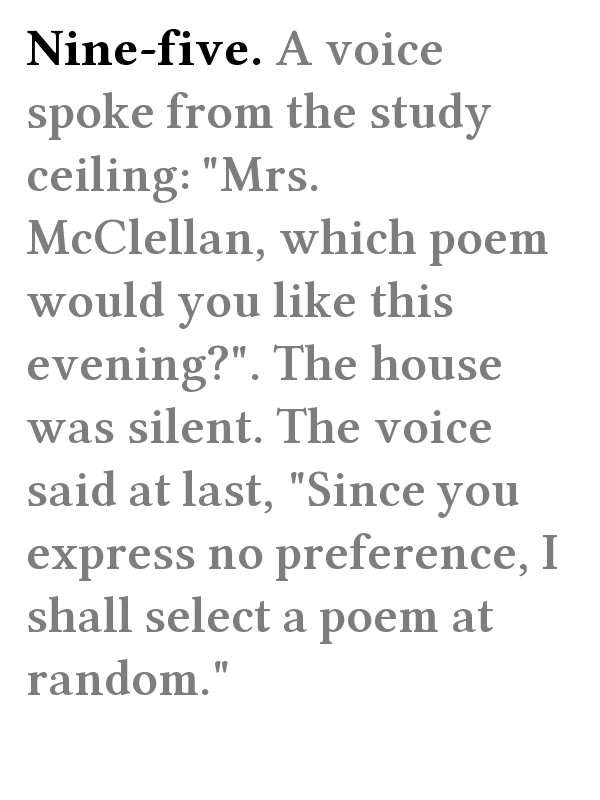 Nine-five. A voice
spoke from the study
ceiling: "Mrs.
McClellan, which poem
would you like this
evening?". The house
was silent. The voice
said at last, "Since you
express no preference, I
shall select a poem at
random."